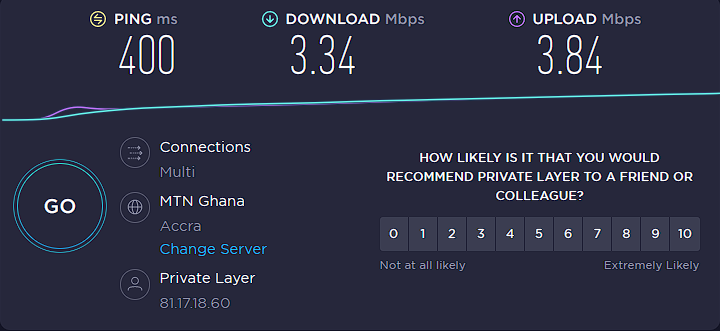 PING ms
DOWNLOAD Mbps
UPLOAD Mbps
400
3.34
3.84
GO
Connections
Multi
MTN Ghana
Accra
Change Server
Private Layer
81.17.18.60
HOW LIKELY IS IT THAT YOU WOULD
RECOMMEND PRIVATE LAYER TO A FRIEND OR
COLLEAGUE?
0 1 2 3 4 5 6 7 8 9 10
Not at all likely
Extremely Likely